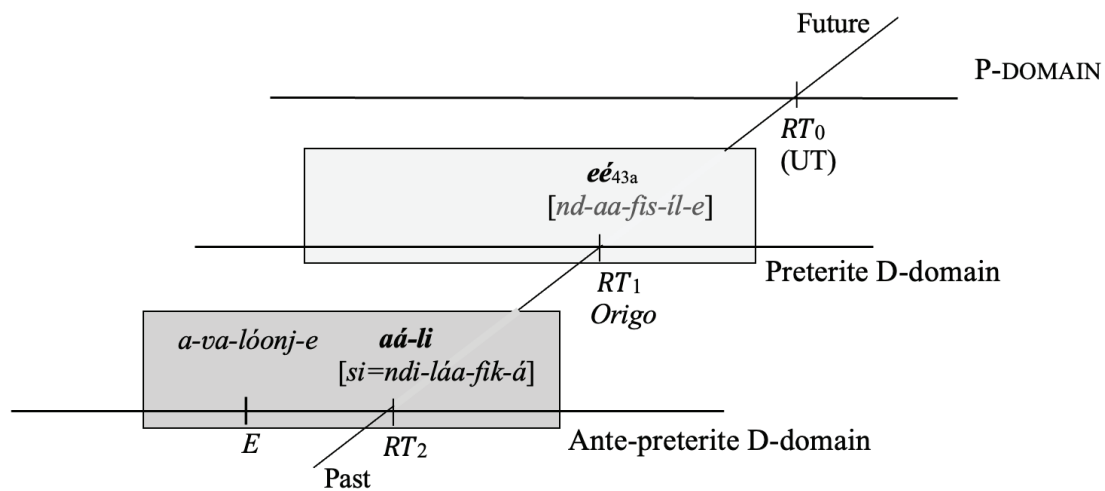 Future
P-DOMAIN
RT₀
(UT)
eé₄₃ₐ
[nd-aa-fis-íl-e]
RT₁
Origo
Preterite D-domain
a-va-lóonj-e aá-li
[si=ndi-láa-fik-á]
E RT₂
Ante-preterite D-domain
Past